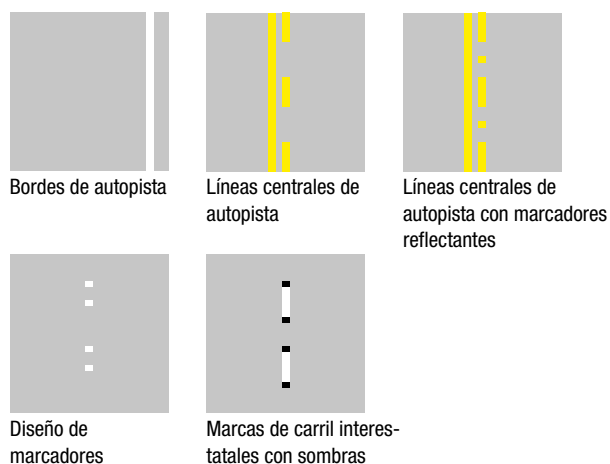 Bordes de autopista
Líneas centrales de
autopista
Líneas centrales de
autopista con marcadores
reflectantes
Diseño de
marcadores
Marcas de carril interes-
tatales con sombras